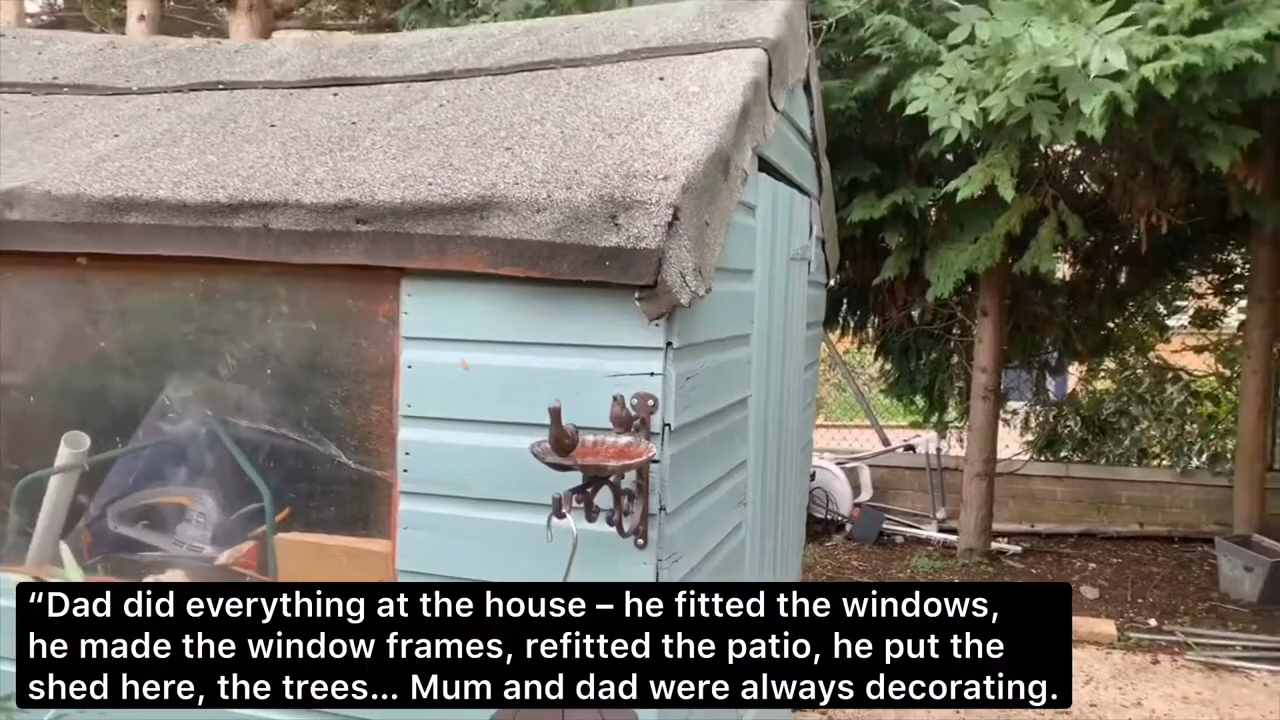 “Dad did everything at the house – he fitted the windows,
he made the window frames, refitted the patio, he put the
shed here, the trees... Mum and dad were always decorating.